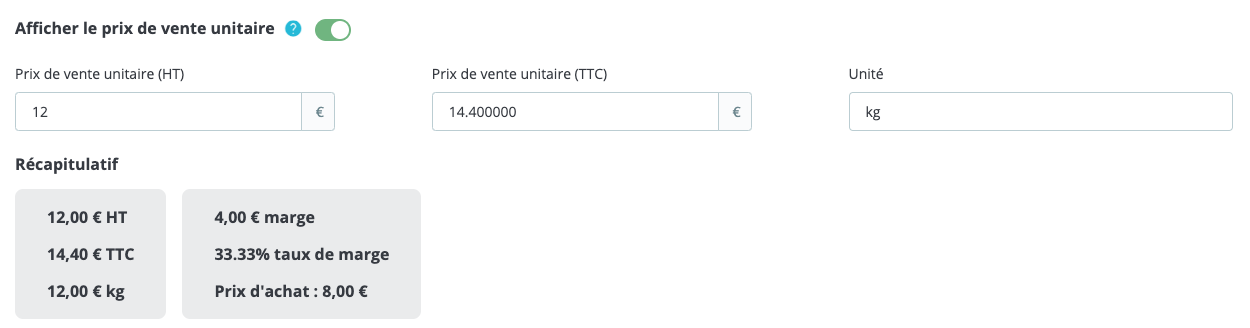 Afficher le prix de vente unitaire ?
Prix de vente unitaire (HT) Prix de vente unitaire (TTC) Unité
12 € 14.400000 € kg
Récapitulatif
12,00 € HT 4,00 € marge
14,40 € TTC 33.33% taux de marge
12,00 € kg Prix d'achat : 8,00 €